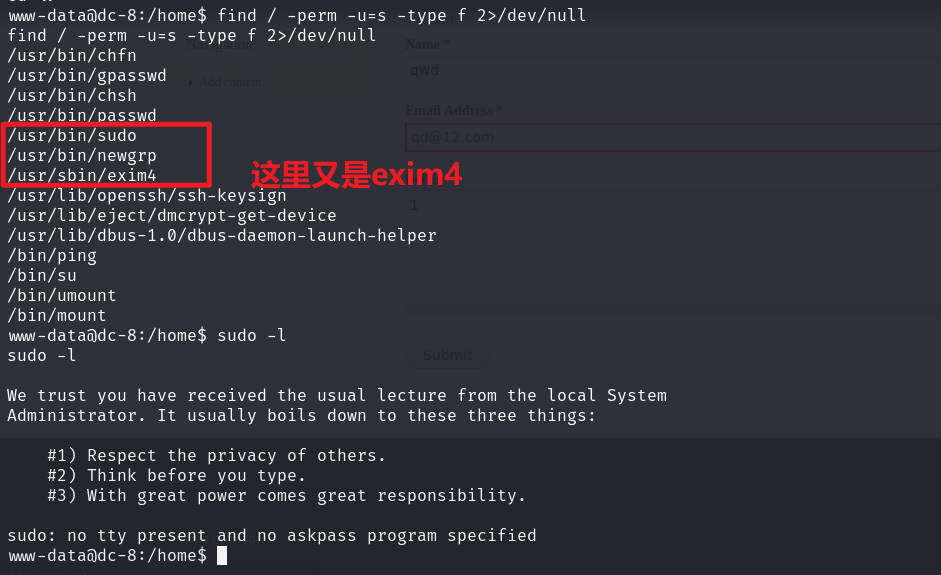 www-data@dc-8:/home$ find / -perm -u=s -type f 2>/dev/null
find / -perm -u=s -type f 2>/dev/null
/usr/bin/chfn
/usr/bin/gpasswd
/usr/bin/chsh
/usr/bin/passwd
/usr/bin/sudo
/usr/bin/newgrp
/usr/sbin/exim4
这里又是exim4
/usr/lib/openssh/ssh-keysign
/usr/lib/eject/dmcrypt-get-device
/usr/lib/dbus-1.0/dbus-daemon-launch-helper
/bin/ping
/bin/su
/bin/umount
/bin/mount
www-data@dc-8:/home$ sudo -l
sudo -l
We trust you have received the usual lecture from the local System
Administrator. It usually boils down to these three things:
#1) Respect the privacy of others.
#2) Think before you type.
#3) With great power comes great responsibility.
sudo: no tty present and no askpass program specified
www-data@dc-8:/home$
Name *
qwd
Add content
Email Address *
qd@12.com
1
Submit